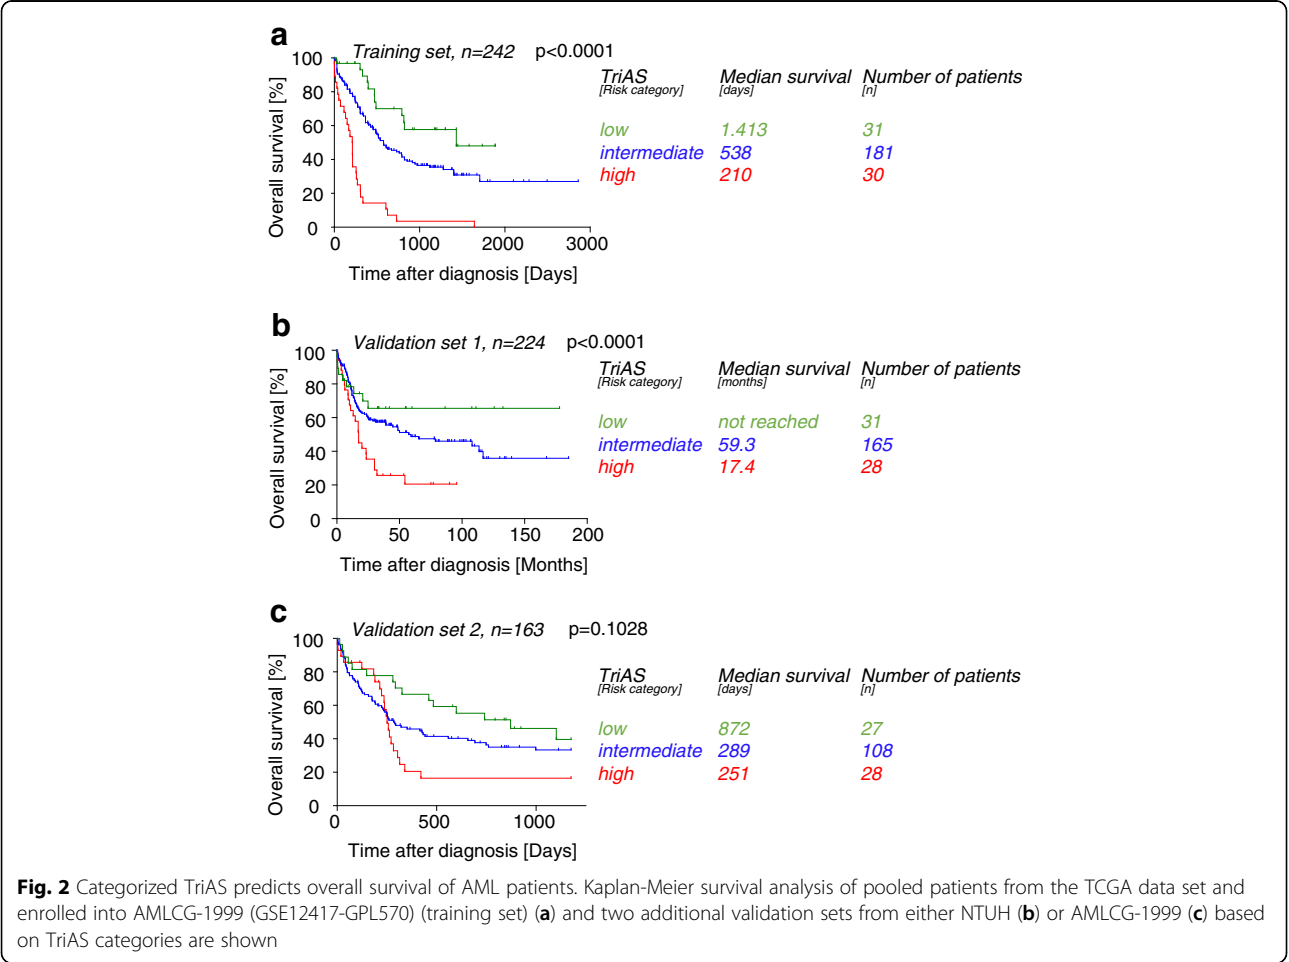 a
Training set, n=242 p<0.0001
100
80
60
40
20
0
Overall survival [%]
0 1000 2000 3000
Time after diagnosis [Days]
TriAS Median survival Number of patients
[Risk category] [days] [n]
low 1.413 31
intermediate 538 181
high 210 30
b
Validation set 1, n=224 p<0.0001
100
80
60
40
20
0
Overall survival [%]
0 50 100 150 200
Time after diagnosis [Months]
TriAS Median survival Number of patients
[Risk category] [months] [n]
low not reached 31
intermediate 59.3 165
high 17.4 28
c
Validation set 2, n=163 p=0.1028
100
80
60
40
20
0
Overall survival [%]
0 500 1000
Time after diagnosis [Days]
TriAS Median survival Number of patients
[Risk category] [days] [n]
low 872 27
intermediate 289 108
high 251 28
Fig. 2 Categorized TriAS predicts overall survival of AML patients. Kaplan-Meier survival analysis of pooled patients from the TCGA data set and
enrolled into AMLCG-1999 (GSE12417-GPL570) (training set) (a) and two additional validation sets from either NTUH (b) or AMLCG-1999 (c) based
on TriAS categories are shown